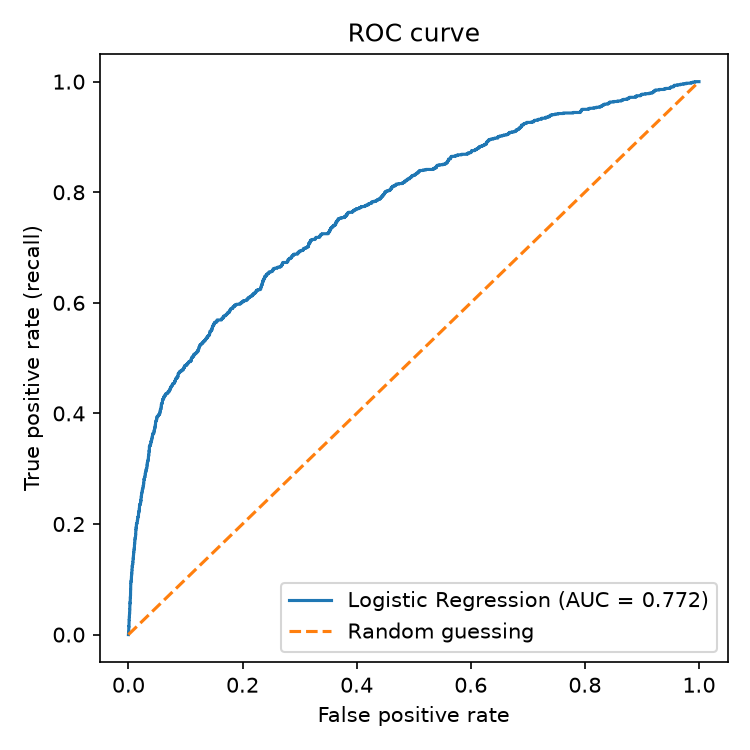 ROC curve
True positive rate (recall)
1.0
0.8
0.6
0.4
0.2
0.0
Logistic Regression (AUC = 0.772)
Random guessing
0.0 0.2 0.4 0.6 0.8 1.0
False positive rate